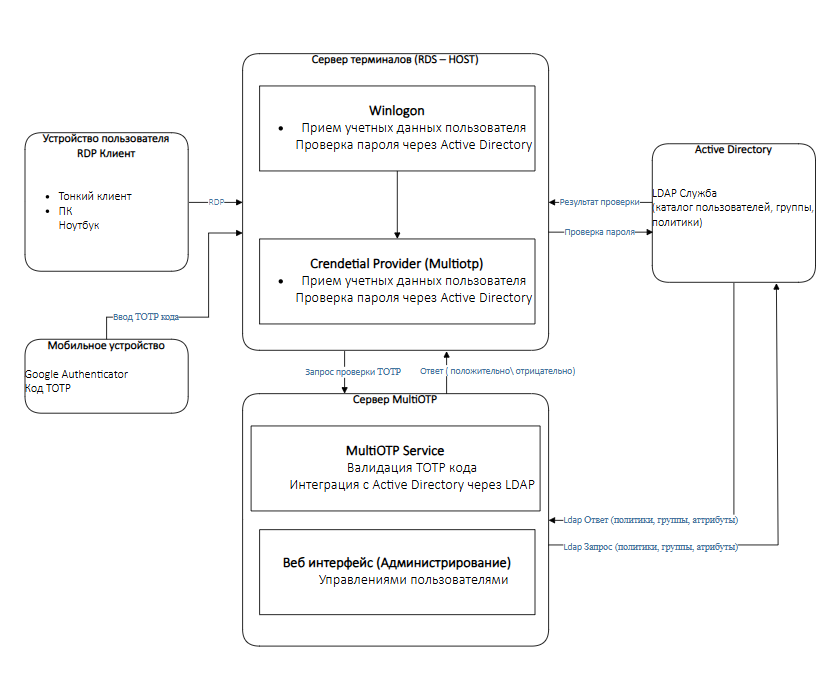 Сервер терминалов (RDS – HOST)
Winlogon
• Прием учетных данных пользователя
Проверка пароля через Active Directory
Устройство пользователя
RDP Клиент
• Тонкий клиент
• ПК
Ноутбук
RDP
Active Directory
LDAP Служба
(каталог пользователей, группы,
политики)
Результат проверки
Проверка пароля
Crendetial Provider (Multiotp)
• Прием учетных данных пользователя
Проверка пароля через Active Directory
Ввод TOTP кода
Мобильное устройство
Google Authenticator
Код TOTP
Запрос проверки TOTP
Ответ ( положительно\ отрицательно)
Сервер MultiOTP
MultiOTP Service
Валидация TOTP кода
Интеграция с Active Directory через LDAP
Ldap Ответ (политики, группы, аттрибуты)
Ldap Запрос (политики, группы, атрибуты)
Веб интерфейс (Администрирование)
Управлениями пользователями